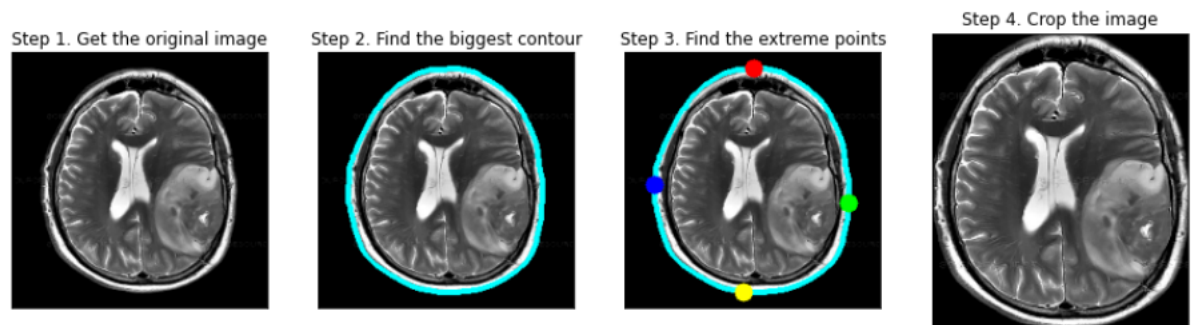 Step 1. Get the original image
Step 2. Find the biggest contour
Step 3. Find the extreme points
Step 4. Crop the image